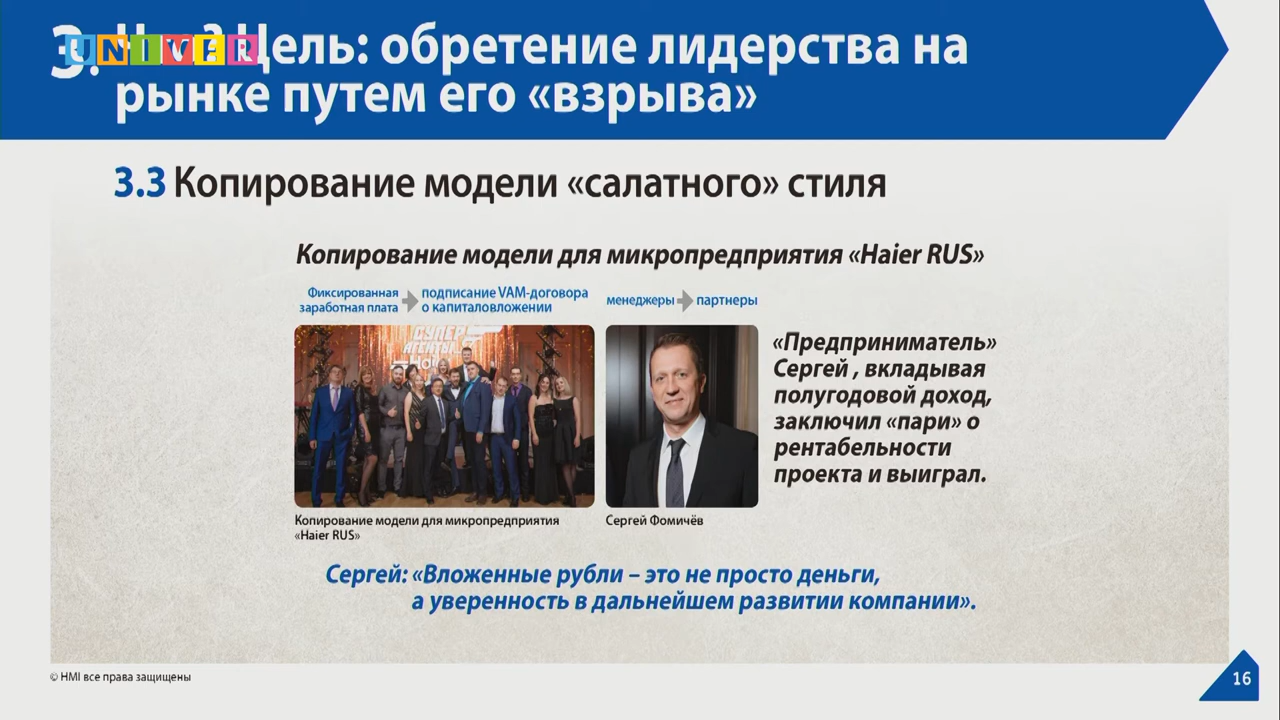 3.
UNIVER
Цель: обретение лидерства на
рынке путем его «взрыва»
3.3 Копирование модели «салатного» стиля
Копирование модели для микропредприятия «Haier RUS»
Фиксированная
заработная плата
подписание VAM-договора
о капиталовложении
менеджеры
партнеры
СУПЕР
АГЕНТЫ
«Предприниматель»
Сергей , вкладывая
полугодовой доход,
заключил «пари» о
рентабельности
проекта и выиграл.
Копирование модели для микропредприятия
«Haier RUS»
Сергей Фомичёв
Сергей: «Вложенные рубли – это не просто деньги,
а уверенность в дальнейшем развитии компании».
© HMI все права защищены
16